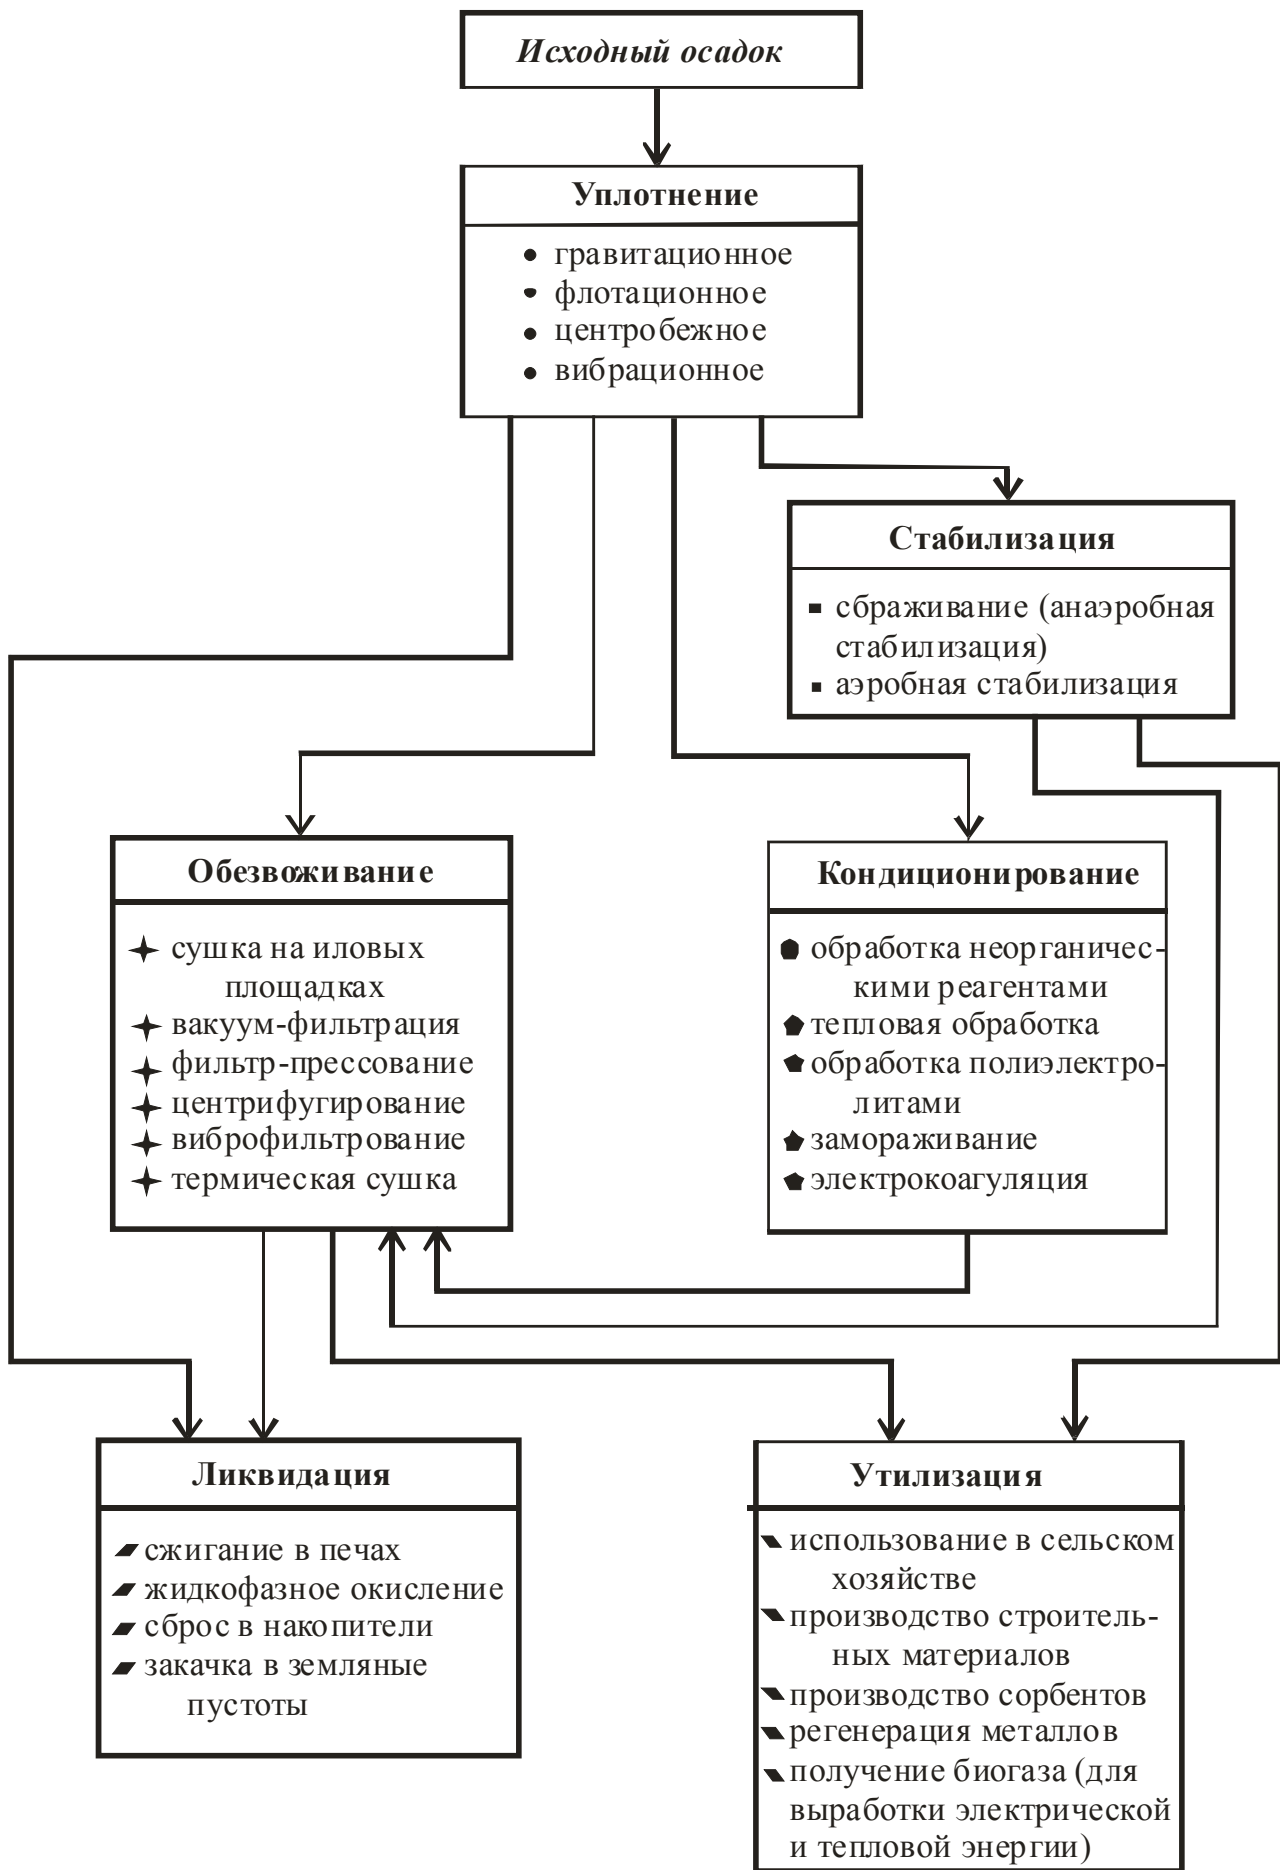 Исходный осадок
Уплотнение
гравитационное
флотационное
центробежное
вибрационное
Стабилизация
сбраживание (анаэробная
стабилизация)
аэробная стабилизация
Обезвоживание
сушка на иловых
площадках
вакуум-фильтрация
фильтр-прессование
центрифугирование
виброфильтрование
термическая сушка
Кондиционирование
обработка неорганичес-
кими реагентами
тепловая обработка
обработка полиэлектро-
литами
замораживание
электрокоагуляция
Ликвидация
сжигание в печах
жидкофазное окисление
сброс в накопители
закачка в земляные
пустоты
Утилизация
использование в сельском
хозяйстве
производство строитель-
ных материалов
производство сорбентов
регенерация металлов
получение биогаза (для
выработки электрической
и тепловой энергии)